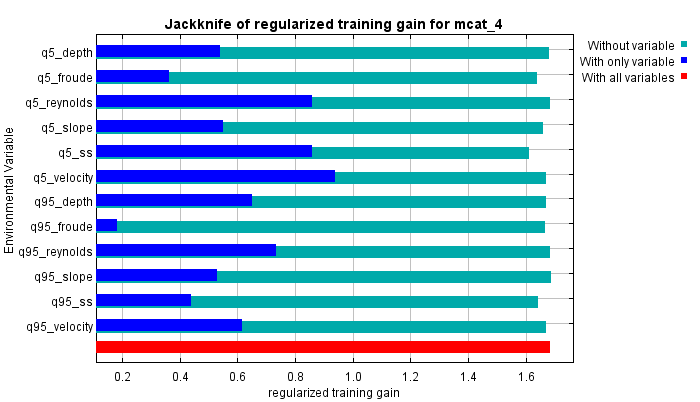 Jackknife of regularized training gain for mcat_4
Without variable
With only variable
With all variables
Environmental Variable
q5_depth
q5_froude
q5_reynolds
q5_slope
q5_ss
q5_velocity
q95_depth
q95_froude
q95_reynolds
q95_slope
q95_ss
q95_velocity
0.2 0.4 0.6 0.8 1.0 1.2 1.4 1.6
regularized training gain